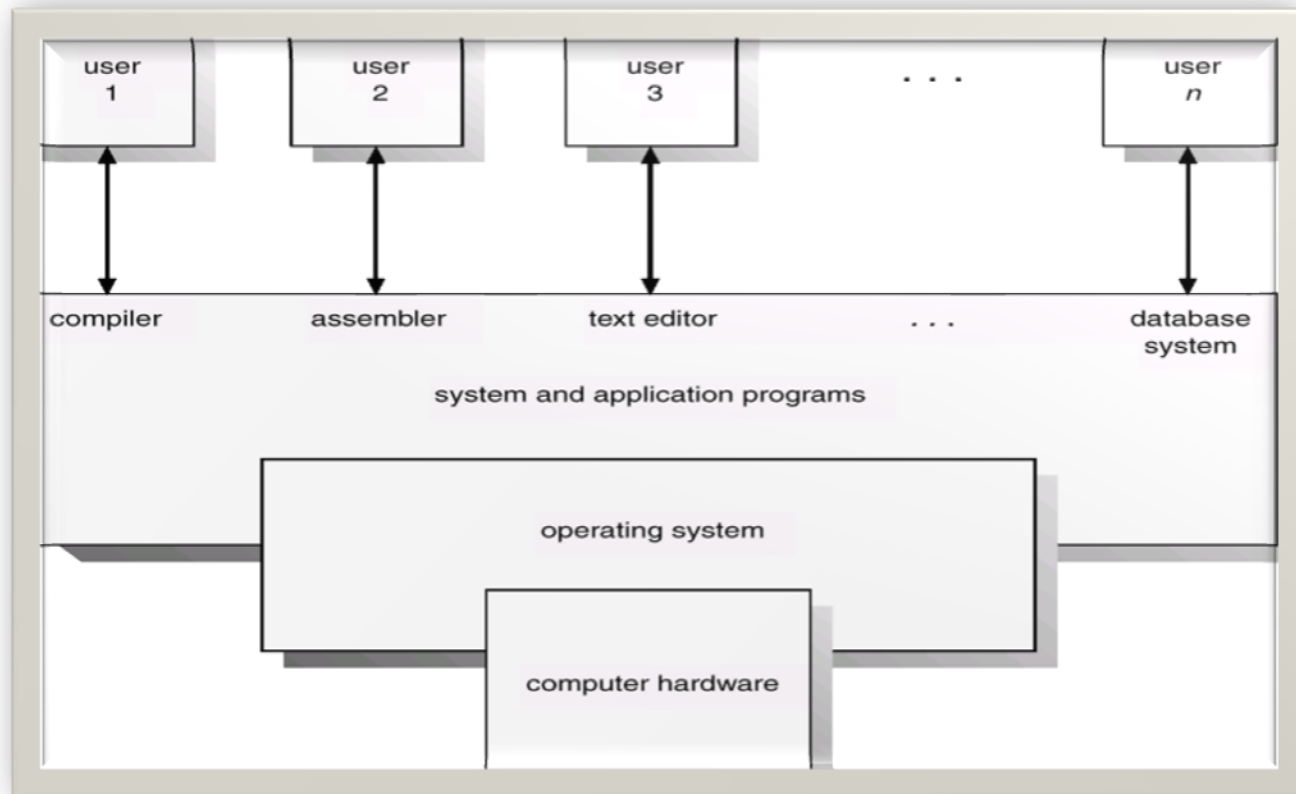 user
1
user
2
user
3
. . .
user
n
compiler
assembler
text editor
. . .
database
system
system and application programs
operating system
computer hardware